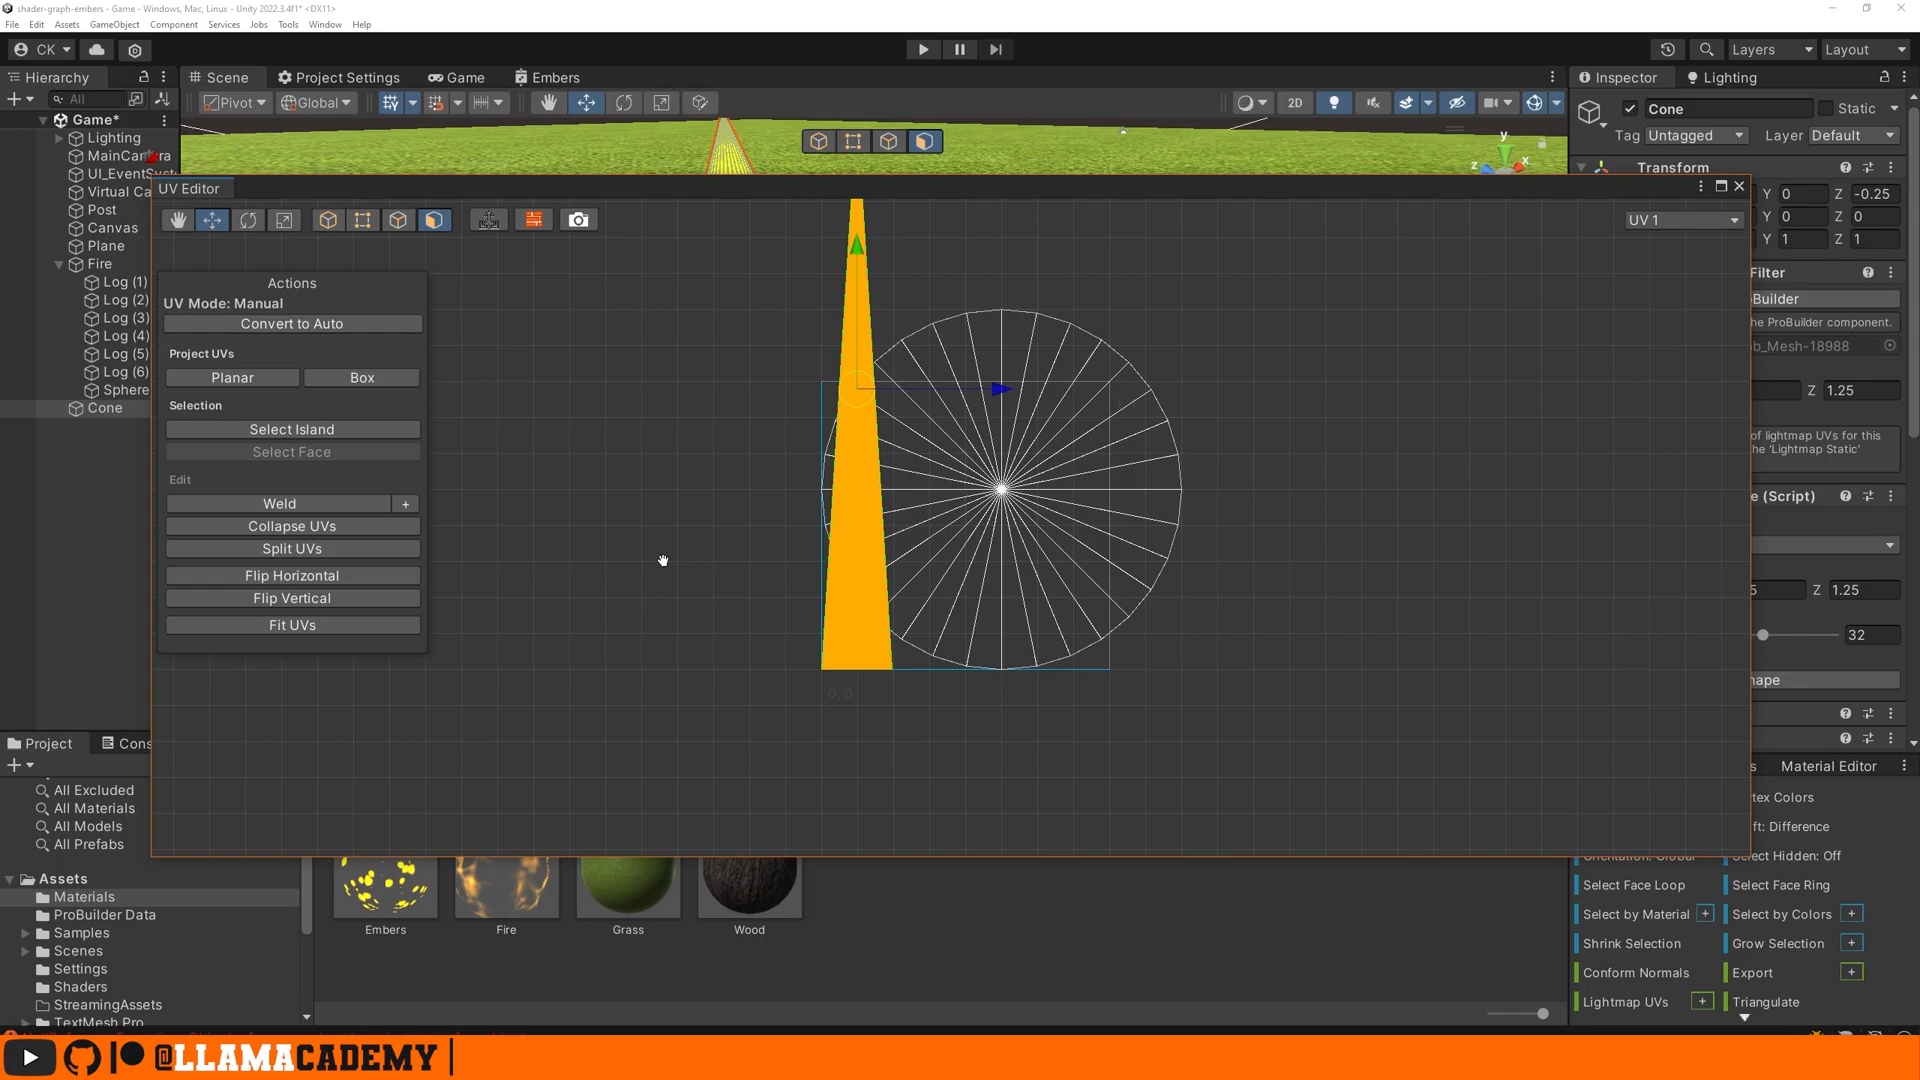 shader-graph-embers - Game - Windows, Mac, Linux - Unity 2022.3.4f1* <DX11>
File Edit Assets GameObject Component Services Jobs Tools Window Help
CK Layers Layout
Hierarchy Scene Project Settings Game Embers Inspector Lighting
All Pivot Global 2D Cone Static
Game*
Tag Untagged Layer Default
Lighting
MainCamera
Transform
UI_EventSyst
UV Editor
Virtual Ca
Y 0 Z -0.25
Post
Y 0 Z 0
UV 1
Canvas
Y 1 Z 1
Plane
Fire
Filter
Log (1)
Log (2)
Log (3)
Log (4)
Log (5)
Log (6)
Sphere
Cone
Actions
UV Mode: Manual
Convert to Auto
Project UVs
Planar Box
Selection
Select Island
Select Face
Edit
Weld +
Collapse UVs
Split UVs
Flip Horizontal
Flip Vertical
Fit UVs
0, 0
Builder
he ProBuilder component.
b_Mesh-18988
Z 1.25
of lightmap UVs for this
he 'Lightmap Static'
e (Script)
5 Z 1.25
32
hape
Project Cons
All Excluded
All Materials
All Models
All Prefabs
Assets
Materials
ProBuilder Data
Samples
Scenes
Settings
Shaders
StreamingAssets
TextMesh Pro
Embers Fire Grass Wood
s Material Editor
tex Colors
ft: Difference
Orientation: Global Select Hidden: Off
Select Face Loop Select Face Ring
Select by Material + Select by Colors +
Shrink Selection Grow Selection +
Conform Normals Export +
Lightmap UVs + Triangulate
@LLAMACADEMY